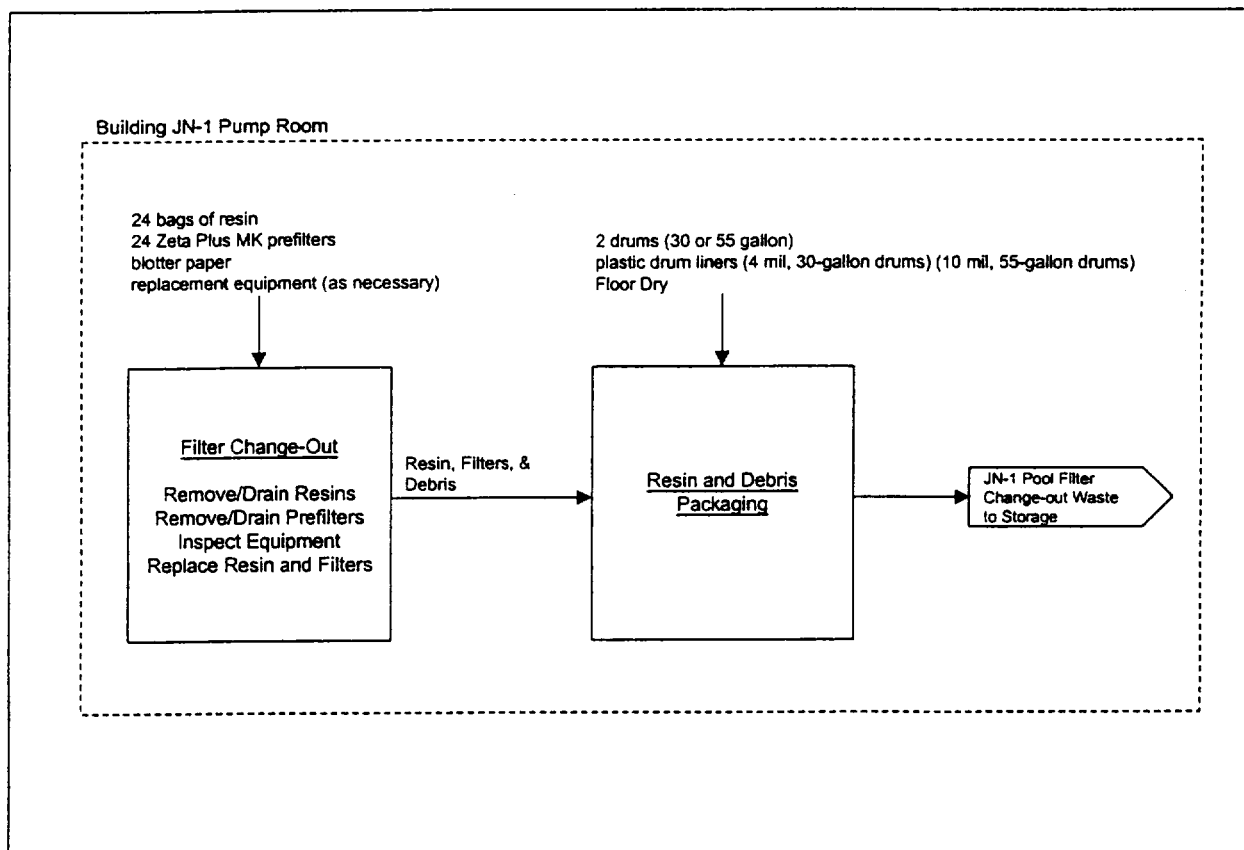 Building JN-1 Pump Room
24 bags of resin
24 Zeta Plus MK prefilters
blotter paper
replacement equipment (as necessary)
2 drums (30 or 55 gallon)
plastic drum liners (4 mil, 30-gallon drums) (10 mil, 55-gallon drums)
Floor Dry
Filter Change-Out
Remove/Drain Resins
Remove/Drain Prefilters
Inspect Equipment
Replace Resin and Filters
Resin, Filters, &
Debris
Resin and Debris
Packaging
JN-1 Pool Filter
Change-out Waste
to Storage